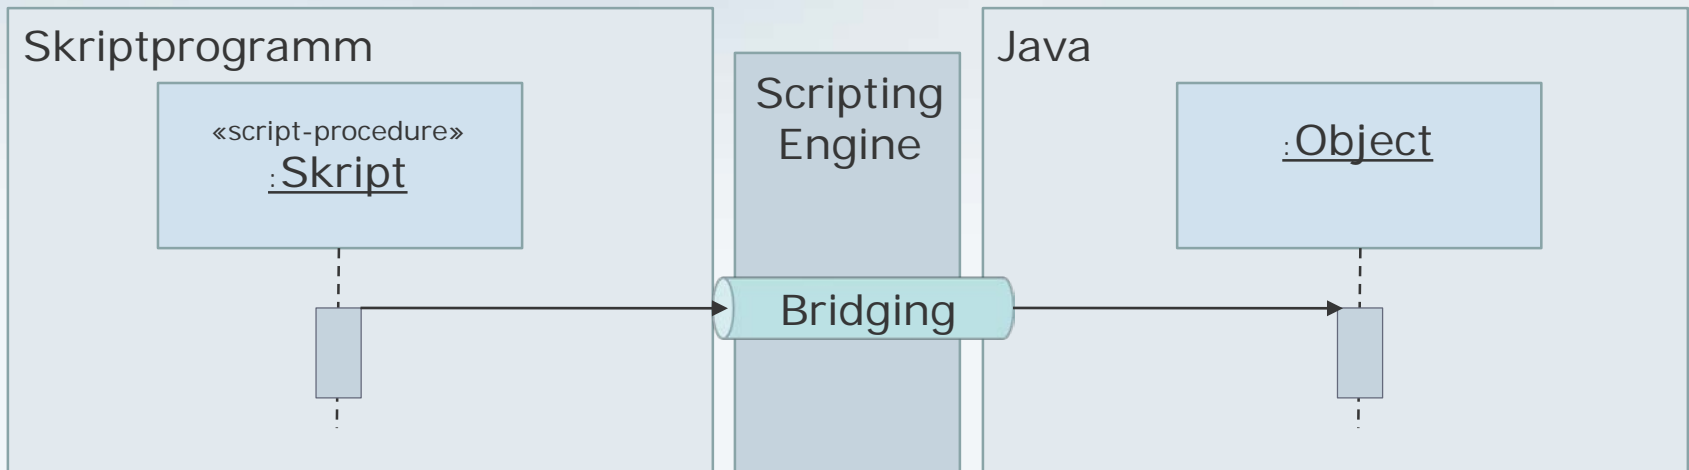 Skriptprogramm
«script-procedure»
:Skript
Scripting
Engine
Bridging
Java
:Object